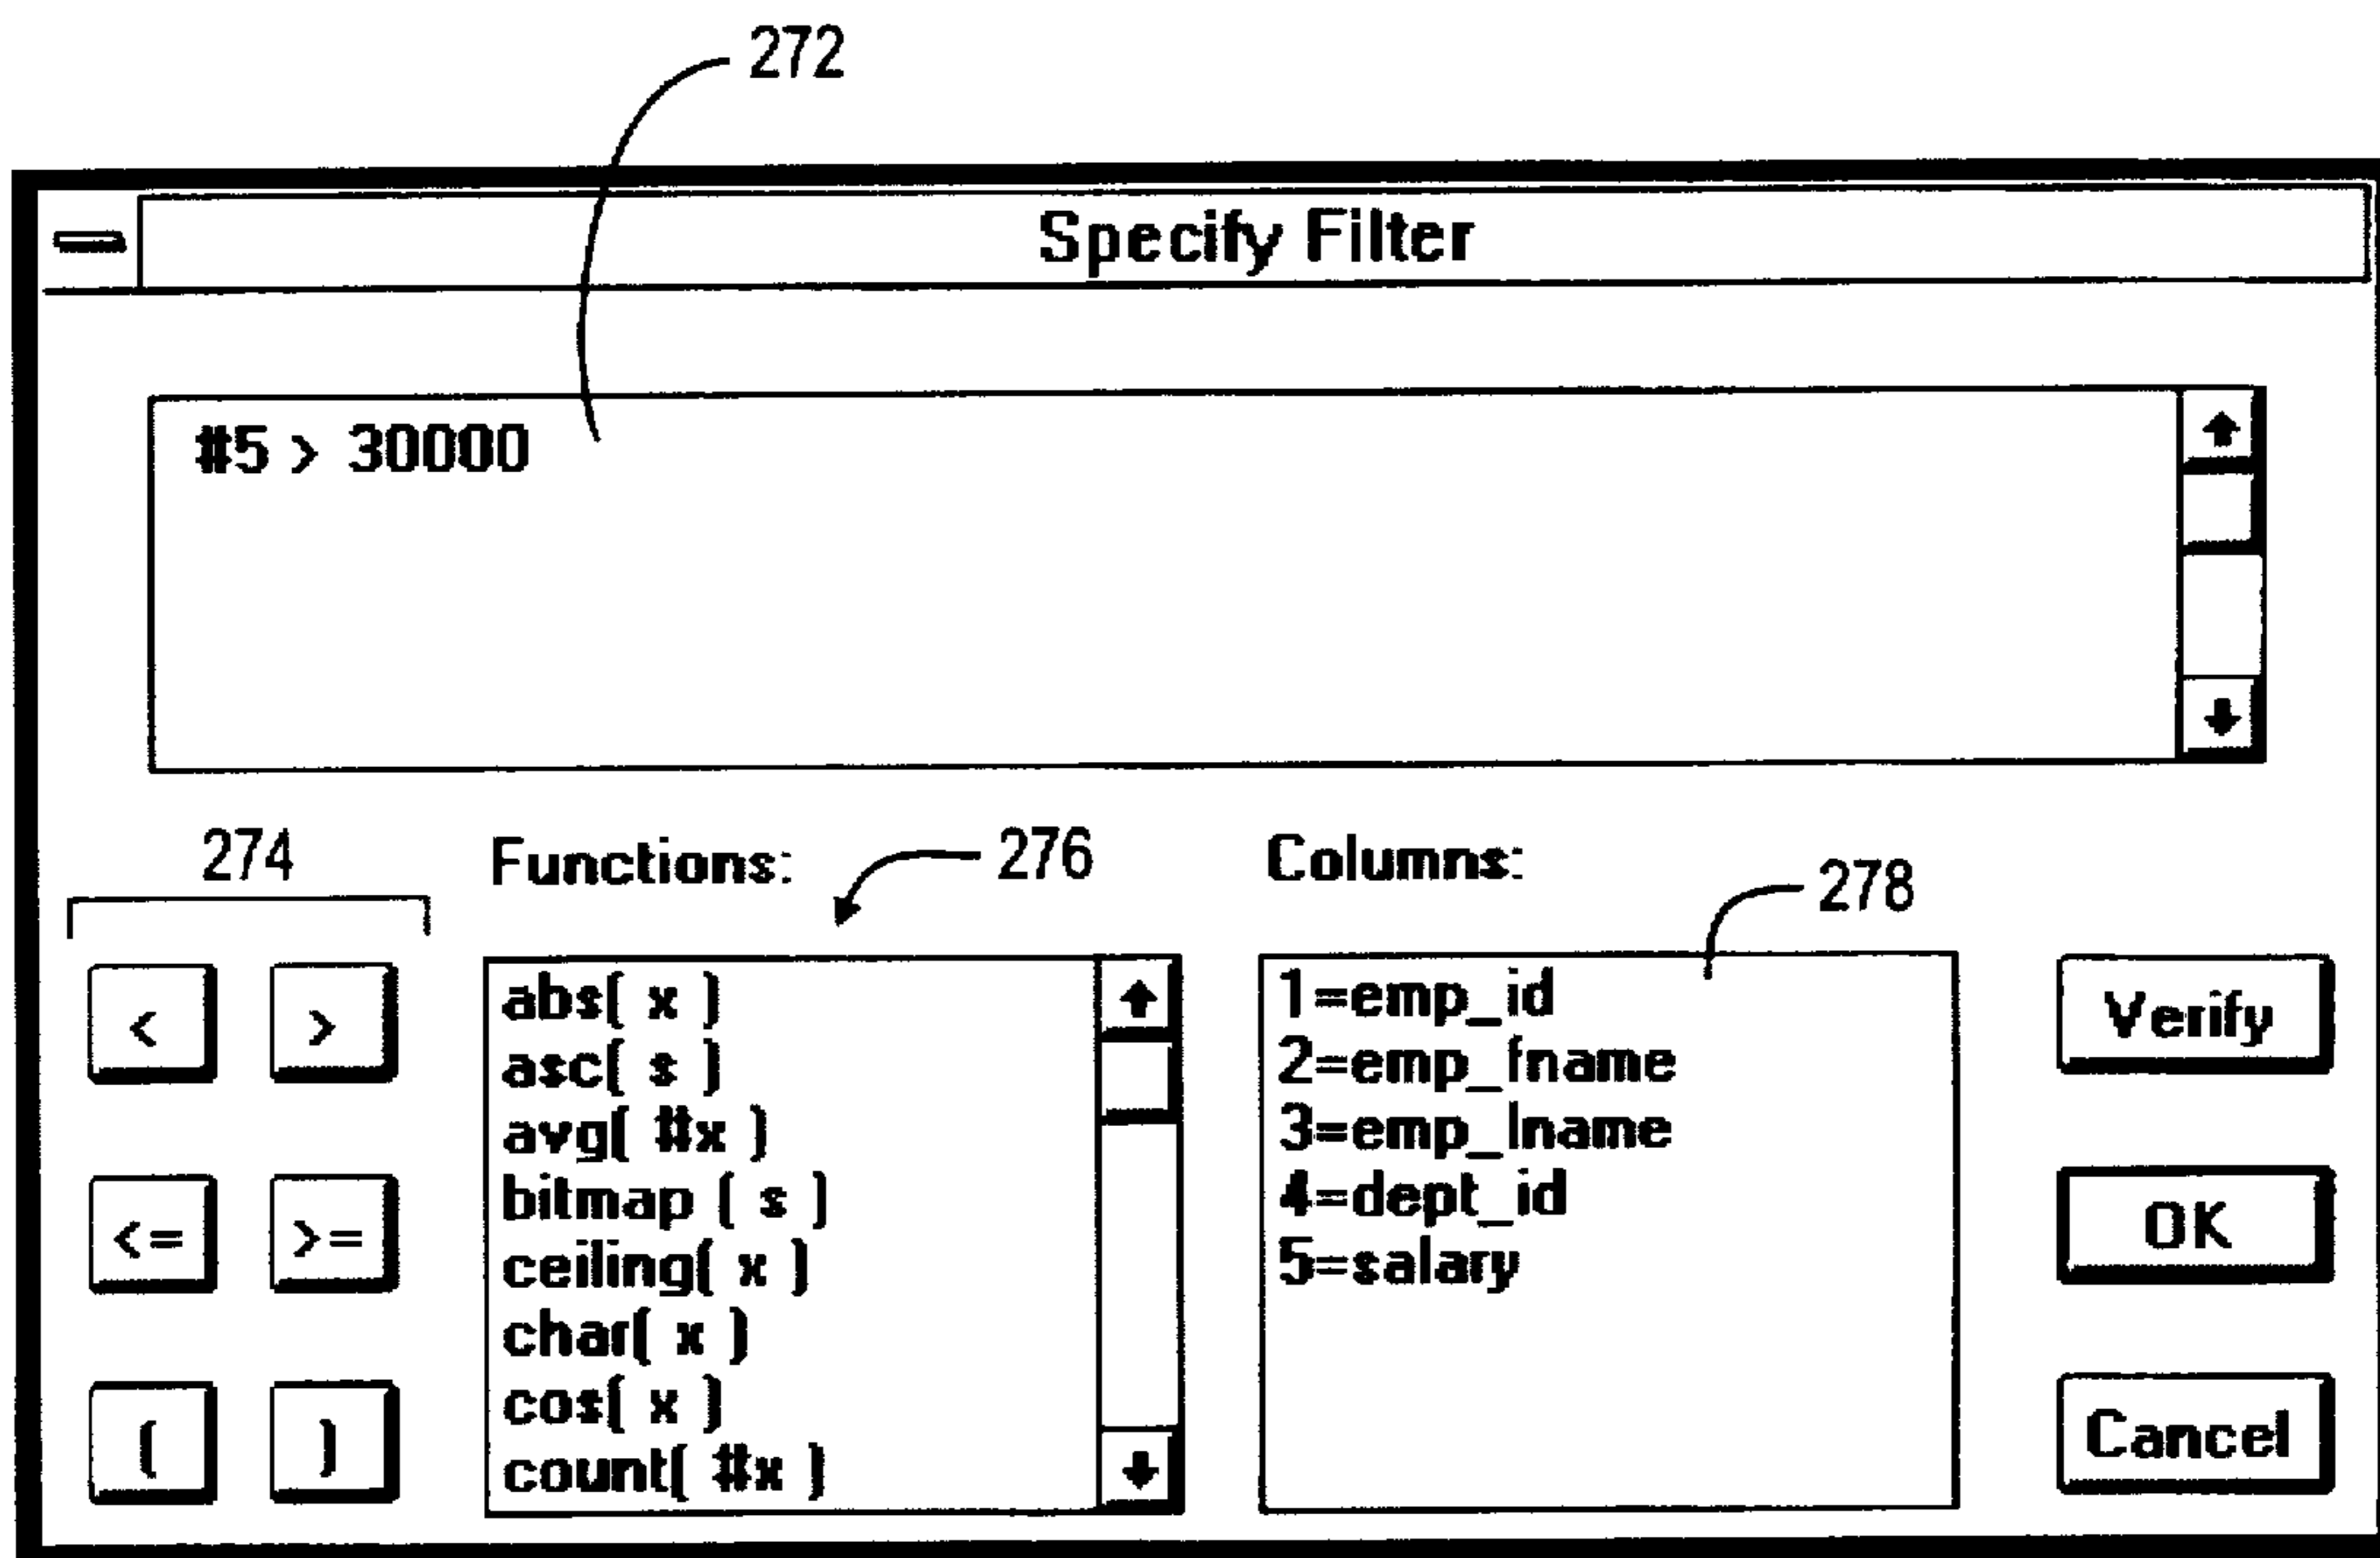 272
Specify Filter
#5 > 30000
274
Functions:
276
Columns:
278
< >
<= >=
( )
abs( x )
asc( s )
avg( #x )
bitmap ( s )
ceiling( x )
char( x )
cos( x )
count( #x )
1=emp_id
2=emp_fname
3=emp_lname
4=dept_id
5=salary
Verify
OK
Cancel